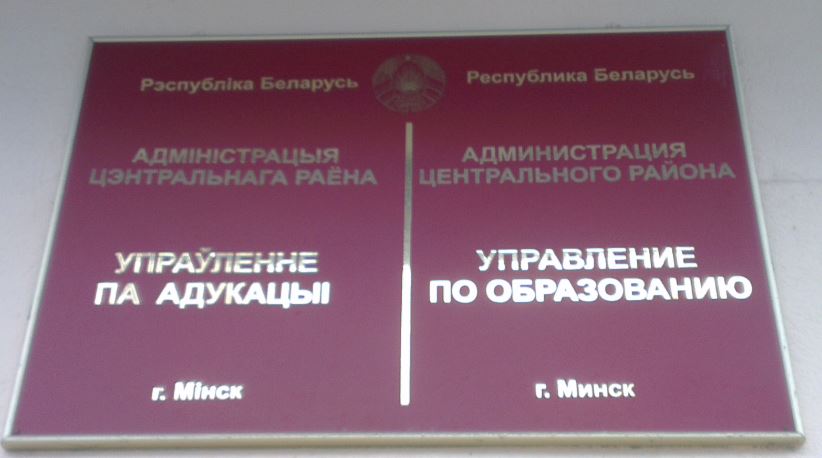 Рэспубліка Беларусь
АДМІНІСТРАЦЫЯ
ЦЭНТРАЛЬНАГА РАЁНА
УПРАЎЛЕННЕ
ПА АДУКАЦЫІ
г. Мінск
Республика Беларусь
АДМИНИСТРАЦИЯ
ЦЕНТРАЛЬНОГО РАЙОНА
УПРАВЛЕНИЕ
ПО ОБРАЗОВАНИЮ
г. Минск